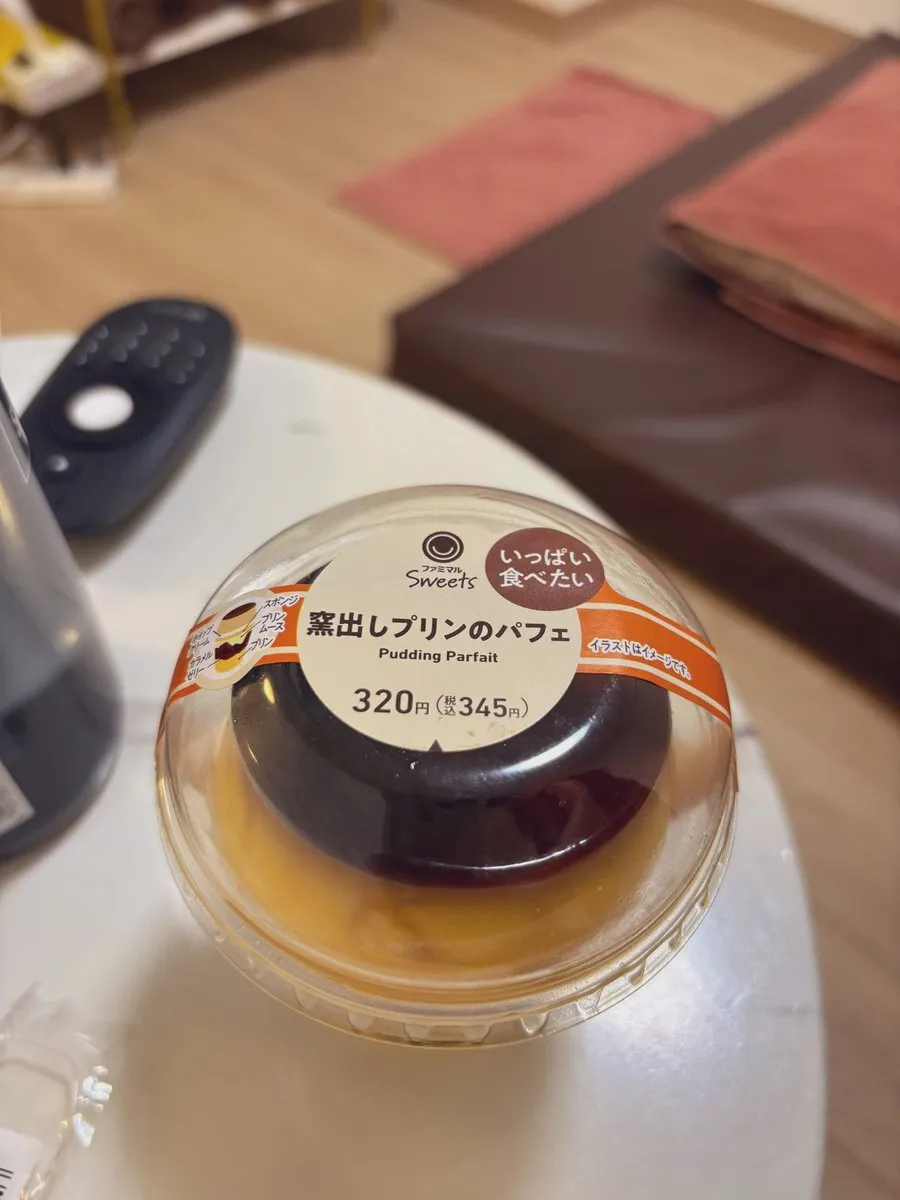 ファミマル
Sweets
いっぱい
食べたい
窯出しプリンのパフェ
Pudding Parfait
320円(税込345円)
スポンジ
プリン
ムース
プリン
カラメル
ゼリー
イラストはイメージです。